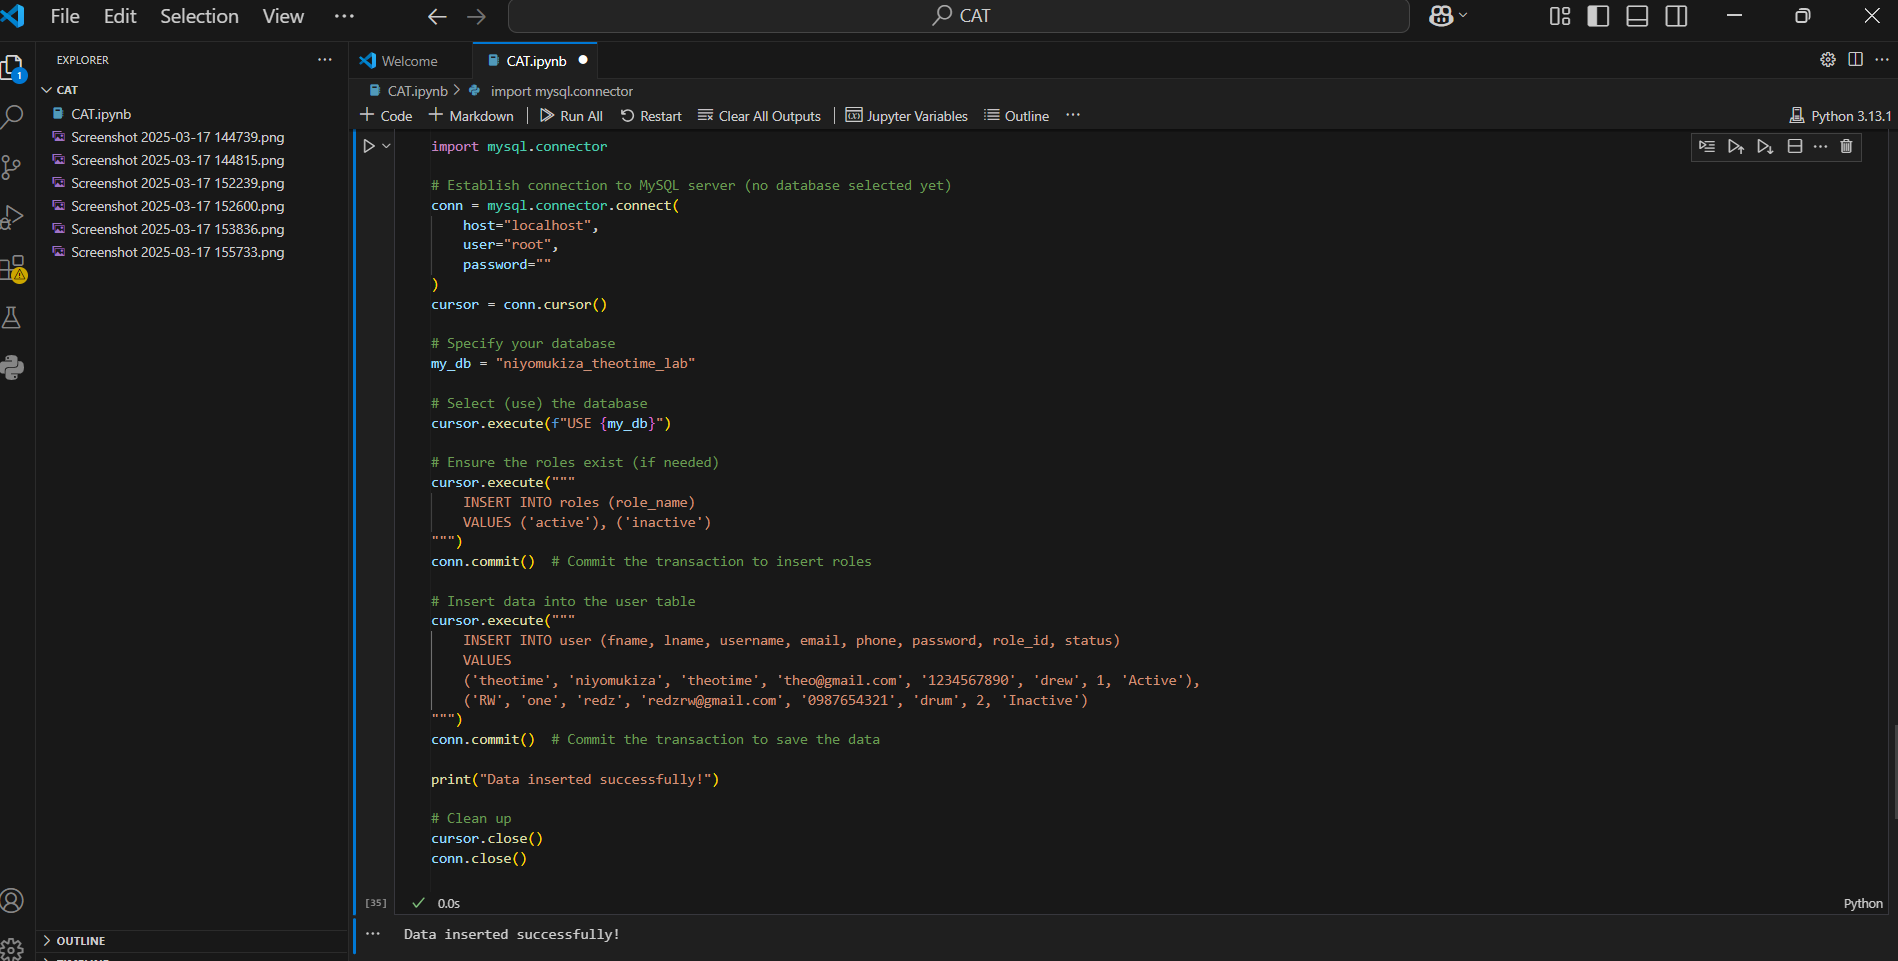 File Edit Selection View ··· CAT
EXPLORER ···
CAT
CAT.ipynb
Screenshot 2025-03-17 144739.png
Screenshot 2025-03-17 144815.png
Screenshot 2025-03-17 152239.png
Screenshot 2025-03-17 152600.png
Screenshot 2025-03-17 153836.png
Screenshot 2025-03-17 155733.png
OUTLINE
1
Welcome CAT.ipynb
CAT.ipynb > import mysql.connector
+ Code + Markdown Run All Restart Clear All Outputs Jupyter Variables Outline ··· Python 3.13.1
import mysql.connector
# Establish connection to MySQL server (no database selected yet)
conn = mysql.connector.connect(
host="localhost",
user="root",
password=""
)
cursor = conn.cursor()
# Specify your database
my_db = "niyomukiza_theotime_lab"
# Select (use) the database
cursor.execute(f"USE {my_db}")
# Ensure the roles exist (if needed)
cursor.execute("""
INSERT INTO roles (role_name)
VALUES ('active'), ('inactive')
""")
conn.commit()  # Commit the transaction to insert roles
# Insert data into the user table
cursor.execute("""
INSERT INTO user (fname, lname, username, email, phone, password, role_id, status)
VALUES
('theotime', 'niyomukiza', 'theotime', 'theo@gmail.com', '1234567890', 'drew', 1, 'Active'),
('RW', 'one', 'redz', 'redzrw@gmail.com', '0987654321', 'drum', 2, 'Inactive')
""")
conn.commit()  # Commit the transaction to save the data
print("Data inserted successfully!")
# Clean up
cursor.close()
conn.close()
[35] ✓ 0.0s Python
··· Data inserted successfully!